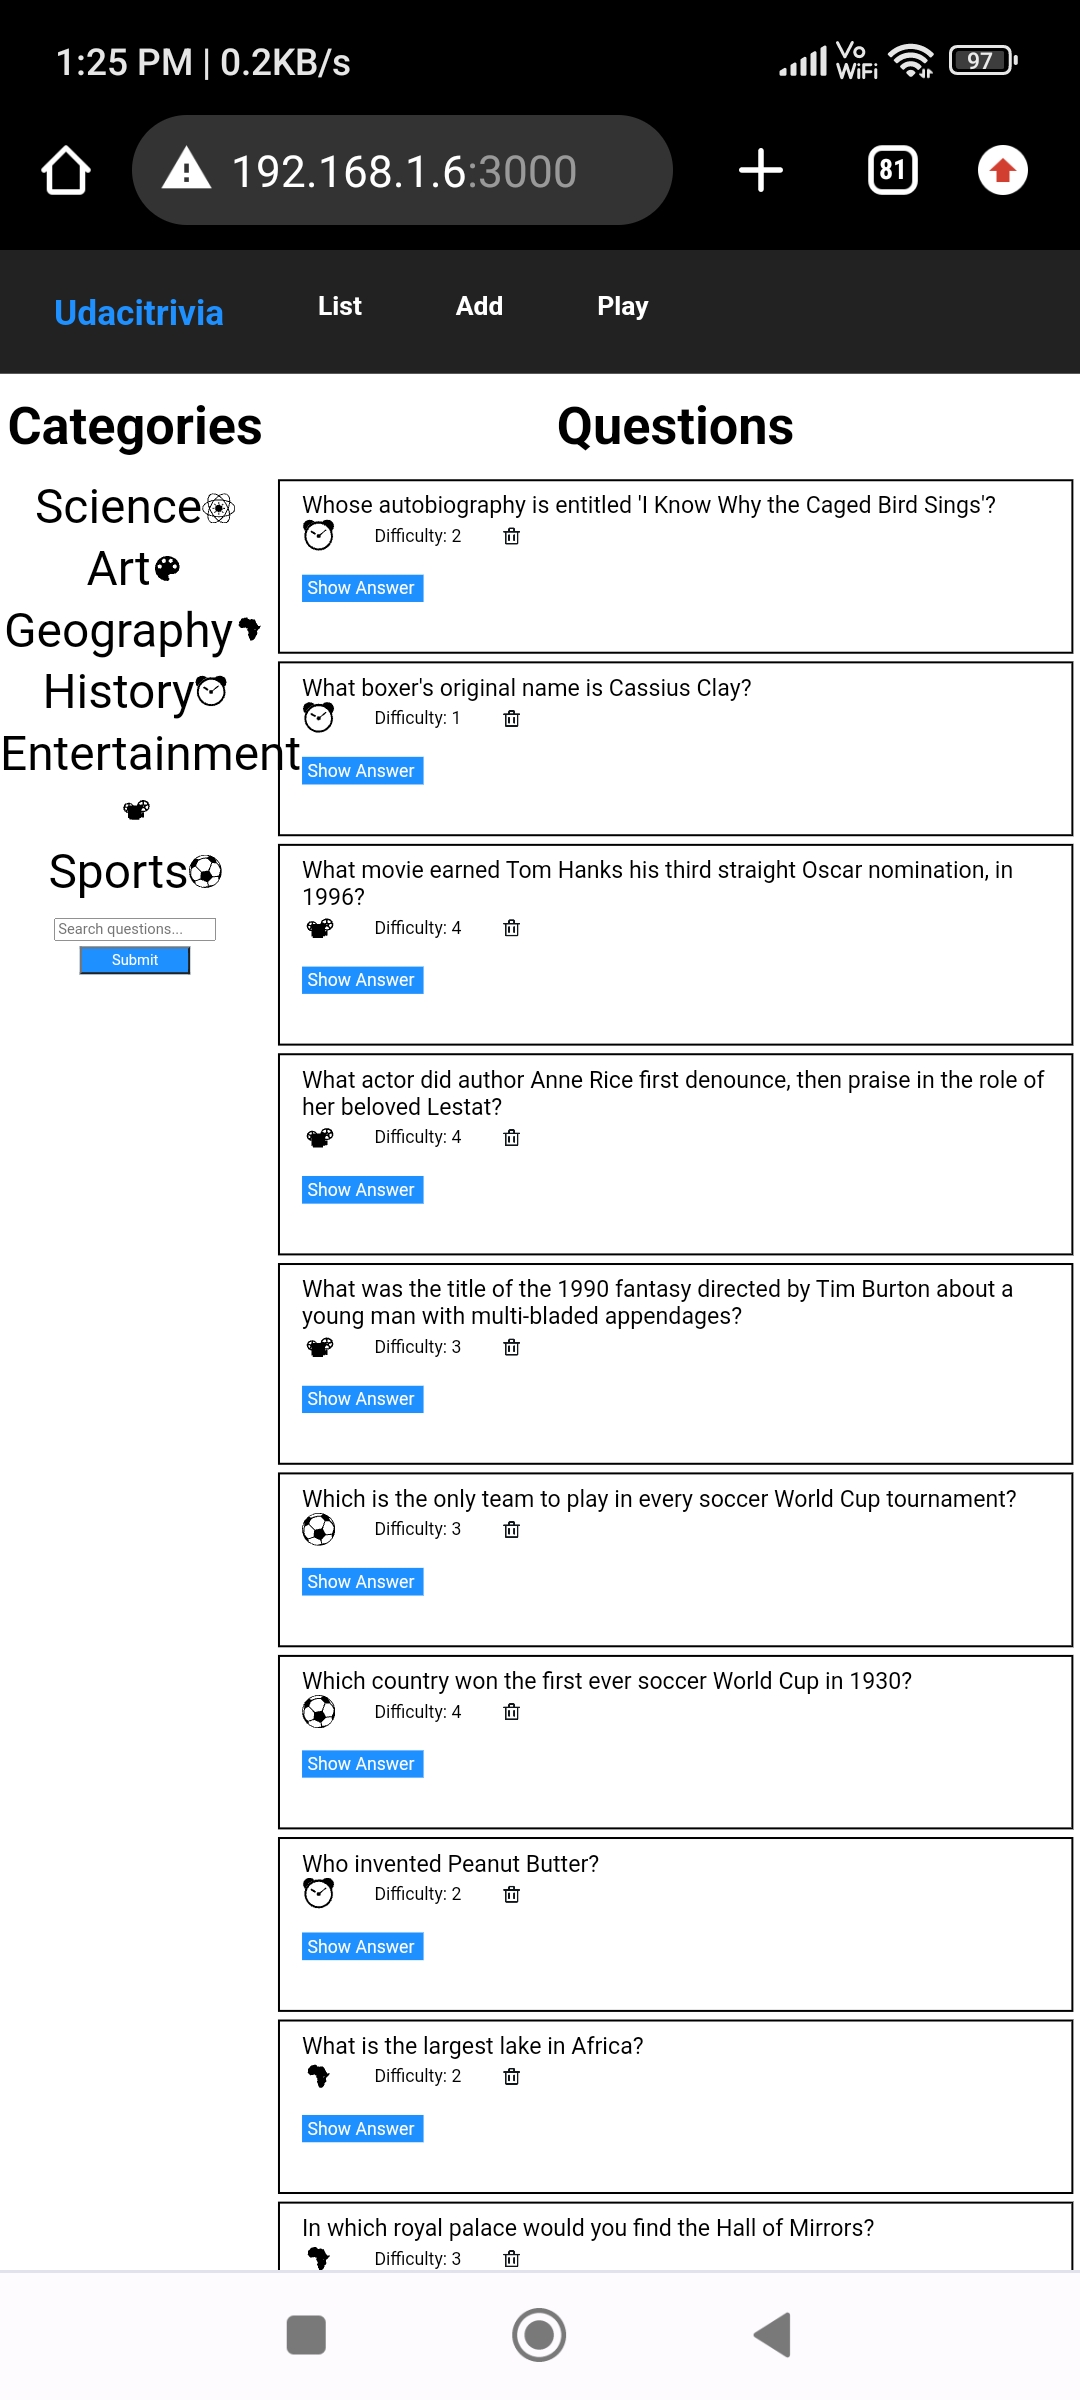 1:25 PM | 0.2KB/s
Vo
WiFi
97
192.168.1.6:3000
81
Udacitrivia
List
Add
Play
Categories
Science
Art
Geography
History
Entertainment
Sports
Search questions...
Submit
Questions
Whose autobiography is entitled 'I Know Why the Caged Bird Sings'?
Difficulty: 2
Show Answer
What boxer's original name is Cassius Clay?
Difficulty: 1
Show Answer
What movie earned Tom Hanks his third straight Oscar nomination, in
1996?
Difficulty: 4
Show Answer
What actor did author Anne Rice first denounce, then praise in the role of
her beloved Lestat?
Difficulty: 4
Show Answer
What was the title of the 1990 fantasy directed by Tim Burton about a
young man with multi-bladed appendages?
Difficulty: 3
Show Answer
Which is the only team to play in every soccer World Cup tournament?
Difficulty: 3
Show Answer
Which country won the first ever soccer World Cup in 1930?
Difficulty: 4
Show Answer
Who invented Peanut Butter?
Difficulty: 2
Show Answer
What is the largest lake in Africa?
Difficulty: 2
Show Answer
In which royal palace would you find the Hall of Mirrors?
Difficulty: 3